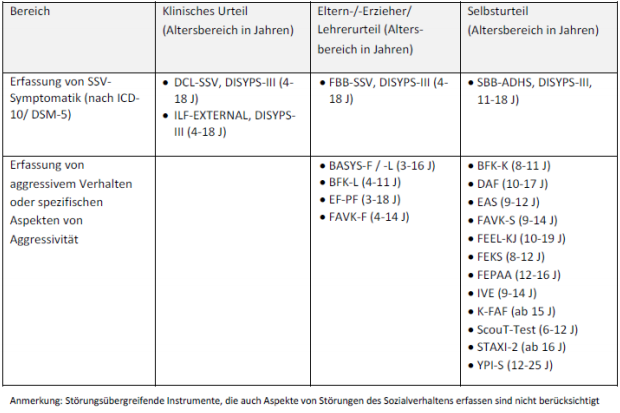 Bereich
Klinisches Urteil
(Altersbereich in Jahren)
Eltern-/-Erzieher/
Lehrerurteil (Alters-
bereich in Jahren)
Selbsturteil
(Altersbereich in Jahren)
Erfassung von SSV-
Symptomatik (nach ICD-
10/ DSM-5)
• DCL-SSV, DISYPS-III (4-
18 J)
• ILF-EXTERNAL, DISYPS-
III (4-18 J)
• FBB-SSV, DISYPS-III (4-
18 J)
• SBB-ADHS, DISYPS-III,
11-18 J)
Erfassung von
aggressivem Verhalten
oder spezifischen
Aspekten von
Aggressivität
• BASYS-F / -L (3-16 J)
• BFK-L (4-11 J)
• EF-PF (3-18 J)
• FAVK-F (4-14 J)
• BFK-K (8-11 J)
• DAF (10-17 J)
• EAS (9-12 J)
• FAVK-S (9-14 J)
• FEEL-KJ (10-19 J)
• FEKS (8-12 J)
• FEPAA (12-16 J)
• IVE (9-14 J)
• K-FAF (ab 15 J)
• ScouT-Test (6-12 J)
• STAXI-2 (ab 16 J)
• YPI-S (12-25 J)
Anmerkung: Störungsübergreifende Instrumente, die auch Aspekte von Störungen des Sozialverhaltens erfassen sind nicht berücksichtigt